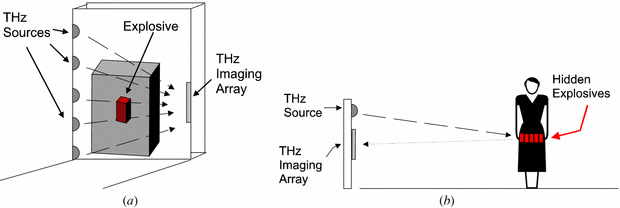 THz
Sources
Explosive
THz
Imaging
Array
(a)
THz
Source
THz
Imaging
Array
Hidden
Explosives
(b)